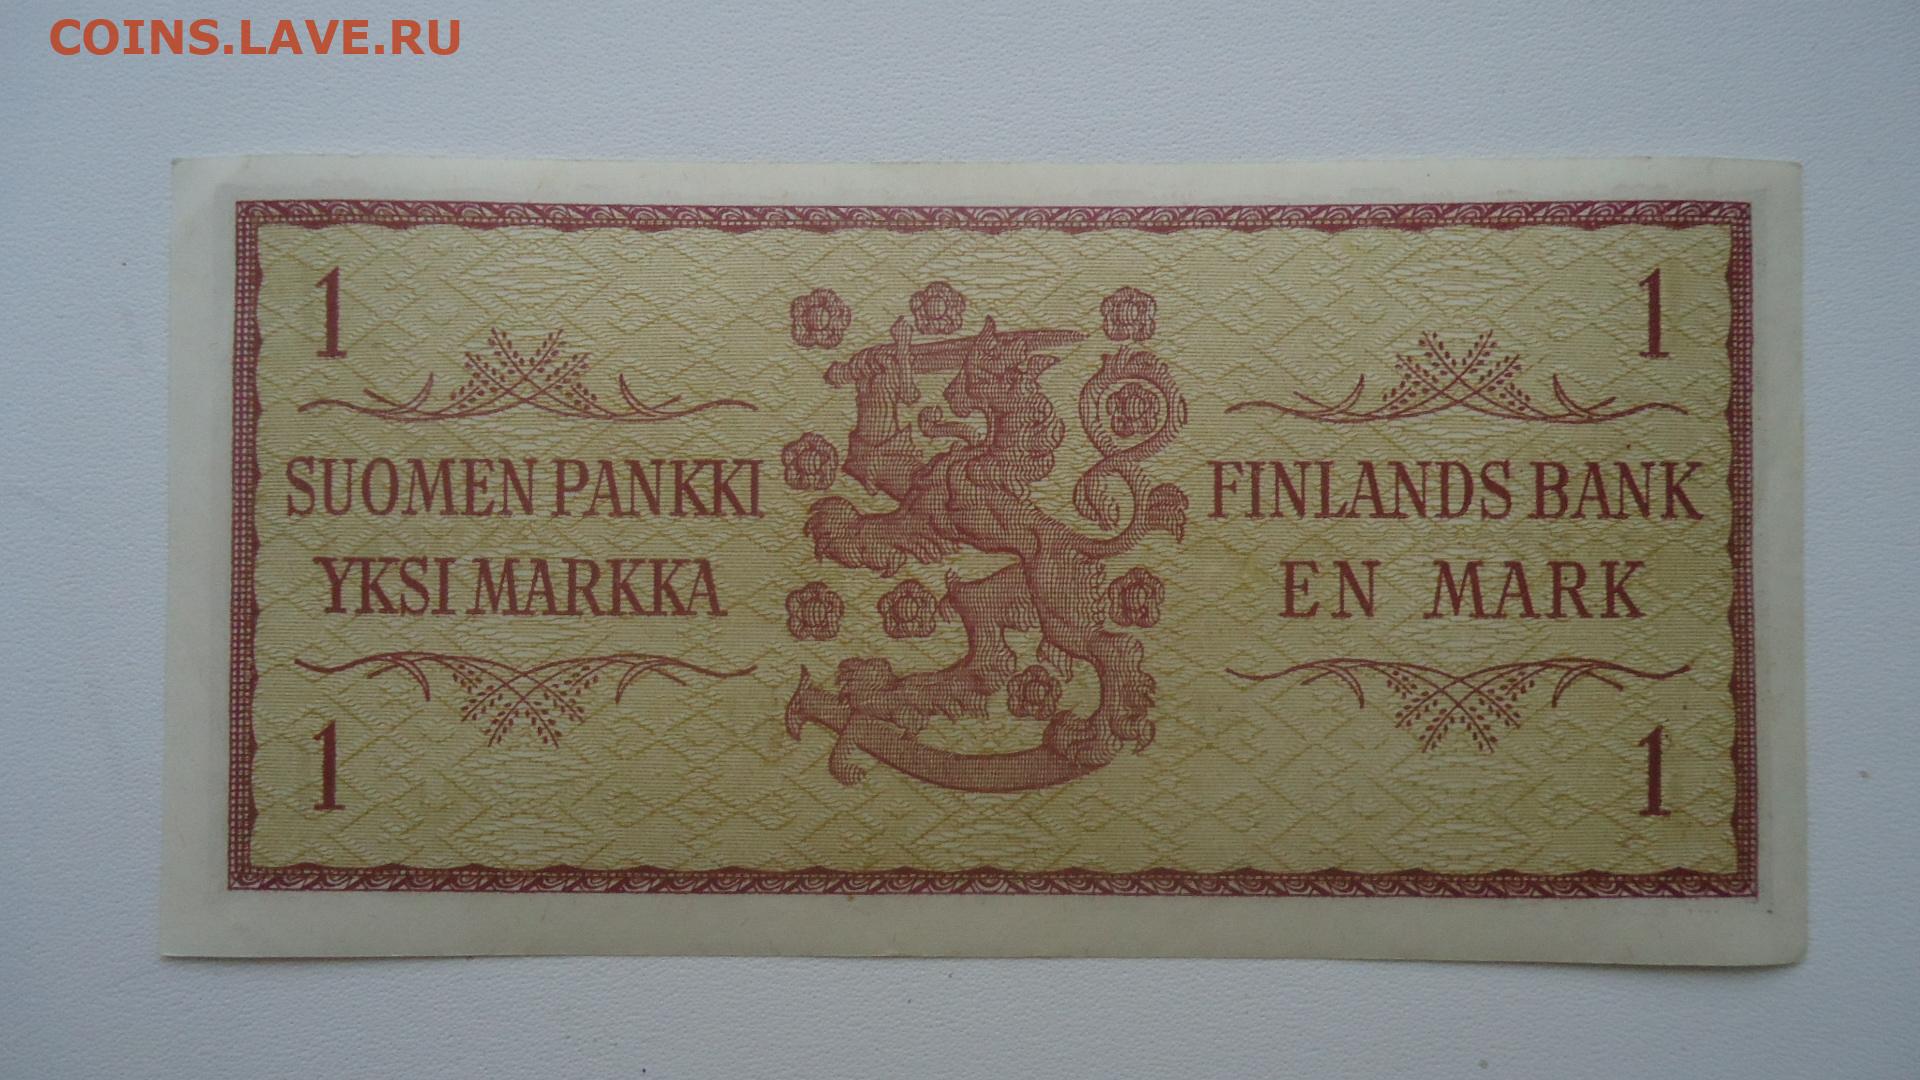 COINS.LAVE.RU
1
1
SUOMEN PANKKI
FINLANDS BANK
YKSI MARKKA
EN MARK
1
1